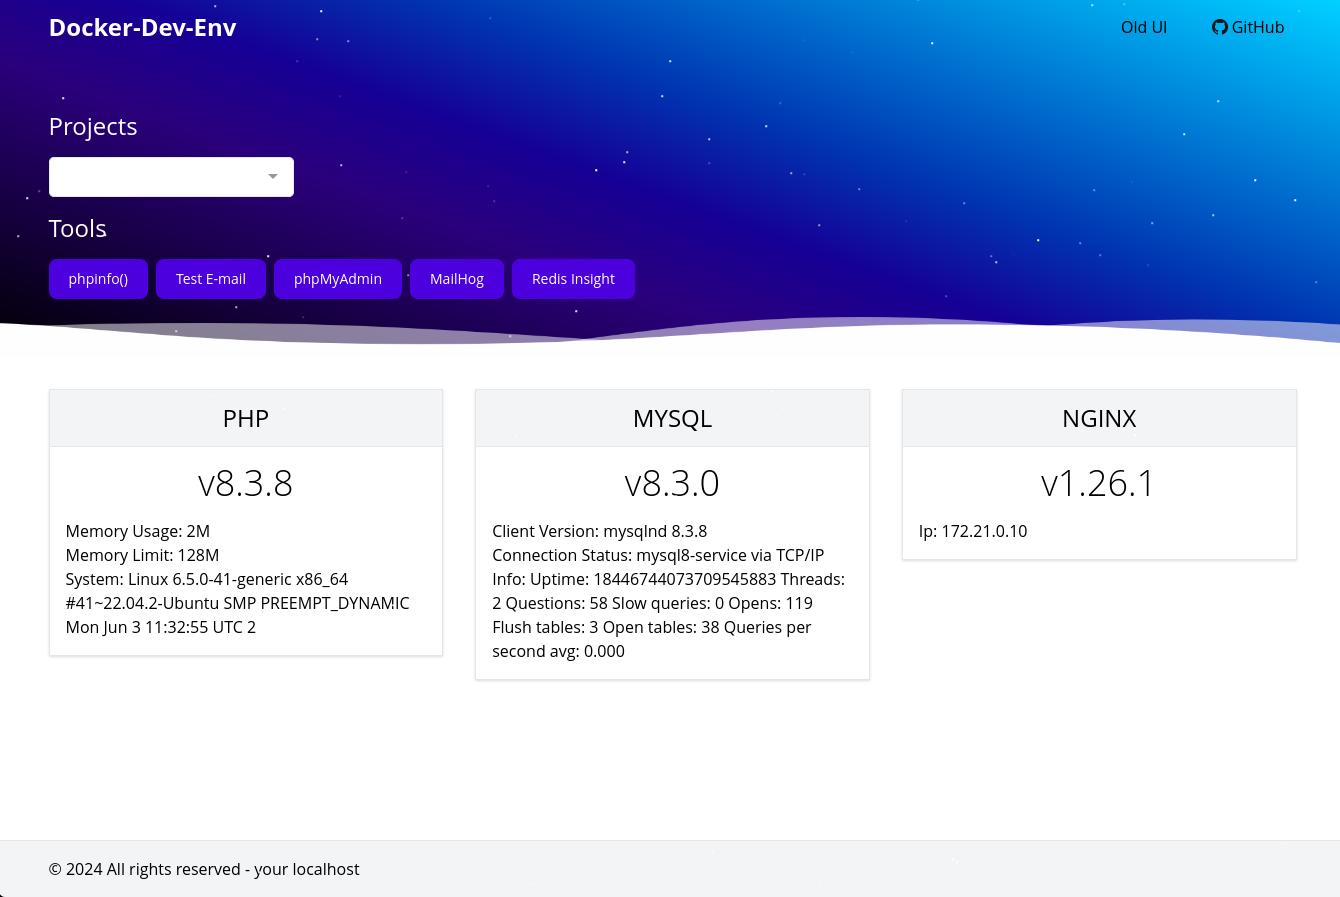 Docker-Dev-Env
Old UI
GitHub
Projects
Tools
phpinfo()
Test E-mail
phpMyAdmin
MailHog
Redis Insight
PHP
v8.3.8
Memory Usage: 2M
Memory Limit: 128M
System: Linux 6.5.0-41-generic x86_64
#41~22.04.2-Ubuntu SMP PREEMPT_DYNAMIC
Mon Jun 3 11:32:55 UTC 2
MYSQL
v8.3.0
Client Version: mysqlnd 8.3.8
Connection Status: mysql8-service via TCP/IP
Info: Uptime: 18446744073709545883 Threads:
2 Questions: 58 Slow queries: 0 Opens: 119
Flush tables: 3 Open tables: 38 Queries per
second avg: 0.000
NGINX
v1.26.1
Ip: 172.21.0.10
© 2024 All rights reserved - your localhost